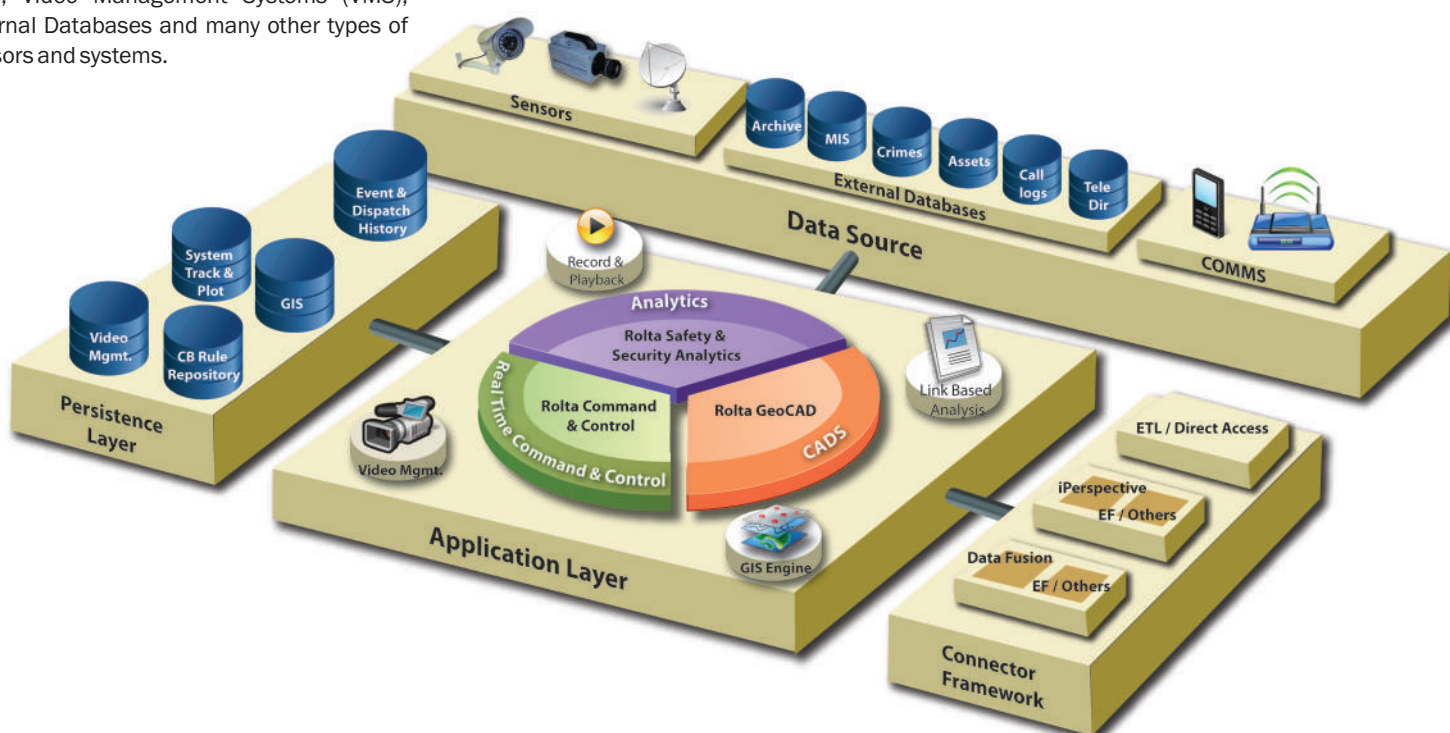 Video Management Systems (VMS),
Databases and many other types of
and systems.
Sensors
Archive
MIS
Crimes
Assets
Call
logs
Tele
Dir
External Databases
Data Source
COMMS
Event &
Dispatch
History
System
Track &
Plot
GIS
Video
Mgmt.
CB Rule
Repository
Persistence
Layer
Record &
Playback
Analytics
Rolta Safety &
Security Analytics
Real Time Command & Control
Rolta Command
& Control
Rolta GeoCAD
CADS
Link Based
Analysis
Video Mgmt.
GIS Engine
Application Layer
ETL / Direct Access
iPerspective
EF / Others
Data Fusion
EF / Others
Connector
Framework